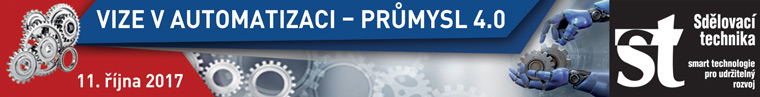 VIZE V AUTOMATIZACI – PRŮMYSL 4.0
11. října 2017
st
Sdělovací
technika
smart technologie
pro udržitelný
rozvoj